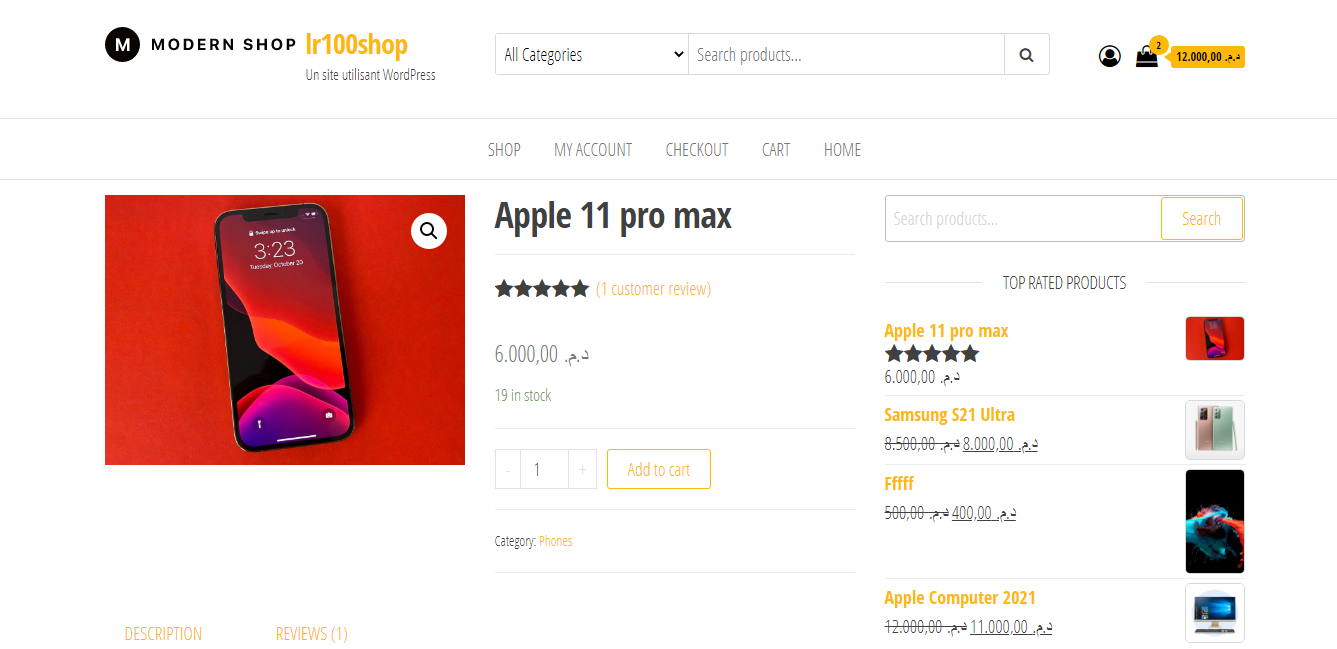 M MODERN SHOP lr100shop
Un site utilisant WordPress
All Categories
Search products...
2
12.000,00 د.م.
SHOP
MY ACCOUNT
CHECKOUT
CART
HOME
Swipe up to unlock
3:23
Tuesday, October 20
Apple 11 pro max
(1 customer review)
6.000,00 د.م.
19 in stock
- 1 +
Add to cart
Category: Phones
DESCRIPTION
REVIEWS (1)
Search products...
Search
TOP RATED PRODUCTS
Apple 11 pro max
6.000,00 د.م.
Samsung S21 Ultra
8.500,00 د.م. 8.000,00 د.م.
Fffff
500,00 د.م. 400,00 د.م.
Apple Computer 2021
12.000,00 د.م. 11.000,00 د.م.